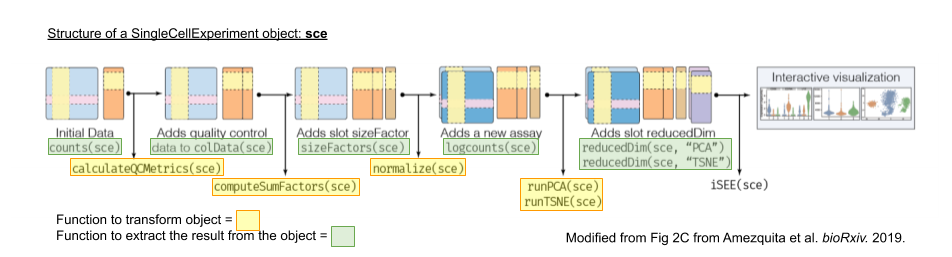 Structure of a SingleCellExperiment object: sce
Interactive visualization
Initial Data
counts(sce)
Adds quality control
data to colData(sce)
Adds slot sizeFactor
sizeFactors(sce)
Adds a new assay
logcounts(sce)
Adds slot reducedDim
reducedDim(sce, “PCA”)
reducedDim(sce, “TSNE”)
calculateQCMetrics(sce)
computeSumFactors(sce)
normalize(sce)
runPCA(sce)
runTSNE(sce)
iSEE(sce)
Function to transform object =
Function to extract the result from the object =
Modified from Fig 2C from Amezquita et al. bioRxiv. 2019.